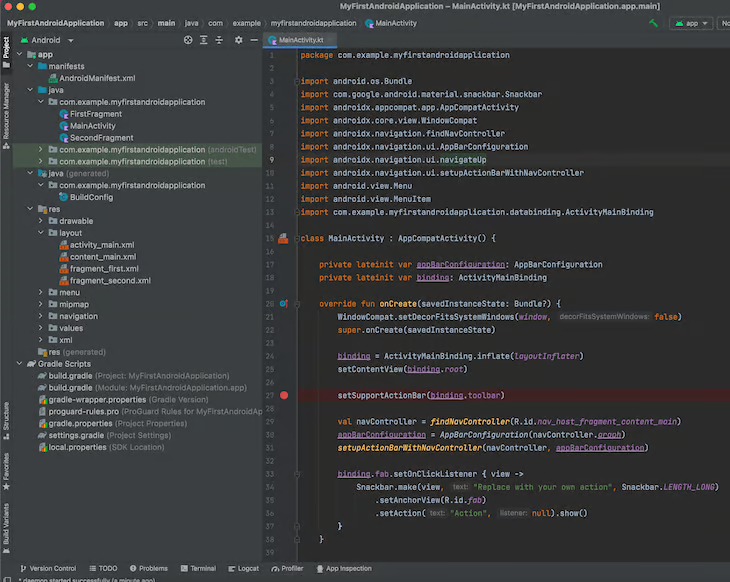 MyFirstAndroidApplication – MainActivity.kt [MyFirstAndroidApplication.app.main]
MyFirstAndroidApplication app src main java com example myfirstandroidapplication MainActivity
app
Project
Resource Manager
Structure
Favorites
Build Variants
Android
app
manifests
AndroidManifest.xml
java
com.example.myfirstandroidapplication
FirstFragment
MainActivity
SecondFragment
com.example.myfirstandroidapplication (androidTest)
com.example.myfirstandroidapplication (test)
java (generated)
com.example.myfirstandroidapplication
BuildConfig
res
drawable
layout
activity_main.xml
content_main.xml
fragment_first.xml
fragment_second.xml
menu
mipmap
navigation
values
xml
res (generated)
Gradle Scripts
build.gradle (Project: MyFirstAndroidApplication)
build.gradle (Module: MyFirstAndroidApplication.app)
gradle-wrapper.properties (Gradle Version)
proguard-rules.pro (ProGuard Rules for MyFirstAndroidAp
gradle.properties (Project Properties)
settings.gradle (Project Settings)
local.properties (SDK Location)
MainActivity.kt
1 package com.example.myfirstandroidapplication
2
3 import android.os.Bundle
4 import com.google.android.material.snackbar.Snackbar
5 import androidx.appcompat.app.AppCompatActivity
6 import androidx.core.view.WindowCompat
7 import androidx.navigation.findNavController
8 import androidx.navigation.ui.AppBarConfiguration
9 import androidx.navigation.ui.navigateUp
10 import androidx.navigation.ui.setupActionBarWithNavController
11 import android.view.Menu
12 import android.view.MenuItem
13 import com.example.myfirstandroidapplication.databinding.ActivityMainBinding
14
15 class MainActivity : AppCompatActivity() {
16
17 private lateinit var appBarConfiguration: AppBarConfiguration
18 private lateinit var binding: ActivityMainBinding
19
20 override fun onCreate(savedInstanceState: Bundle?) {
21 WindowCompat.setDecorFitsSystemWindows(window, decorFitsSystemWindows: false)
22 super.onCreate(savedInstanceState)
23
24 binding = ActivityMainBinding.inflate(layoutInflater)
25 setContentView(binding.root)
26
27 setSupportActionBar(binding.toolbar)
28
29 val navController = findNavController(R.id.nav_host_fragment_content_main)
30 appBarConfiguration = AppBarConfiguration(navController.graph)
31 setupActionBarWithNavController(navController, appBarConfiguration)
32
33 binding.fab.setOnClickListener { view ->
34 Snackbar.make(view, text: "Replace with your own action", Snackbar.LENGTH_LONG)
35 .setAnchorView(R.id.fab)
36 .setAction( text: "Action", listener: null).show()
37 }
38 }
39
Version Control TODO Problems Terminal Logcat Profiler App Inspection
* daemon started successfully (a minute ago)